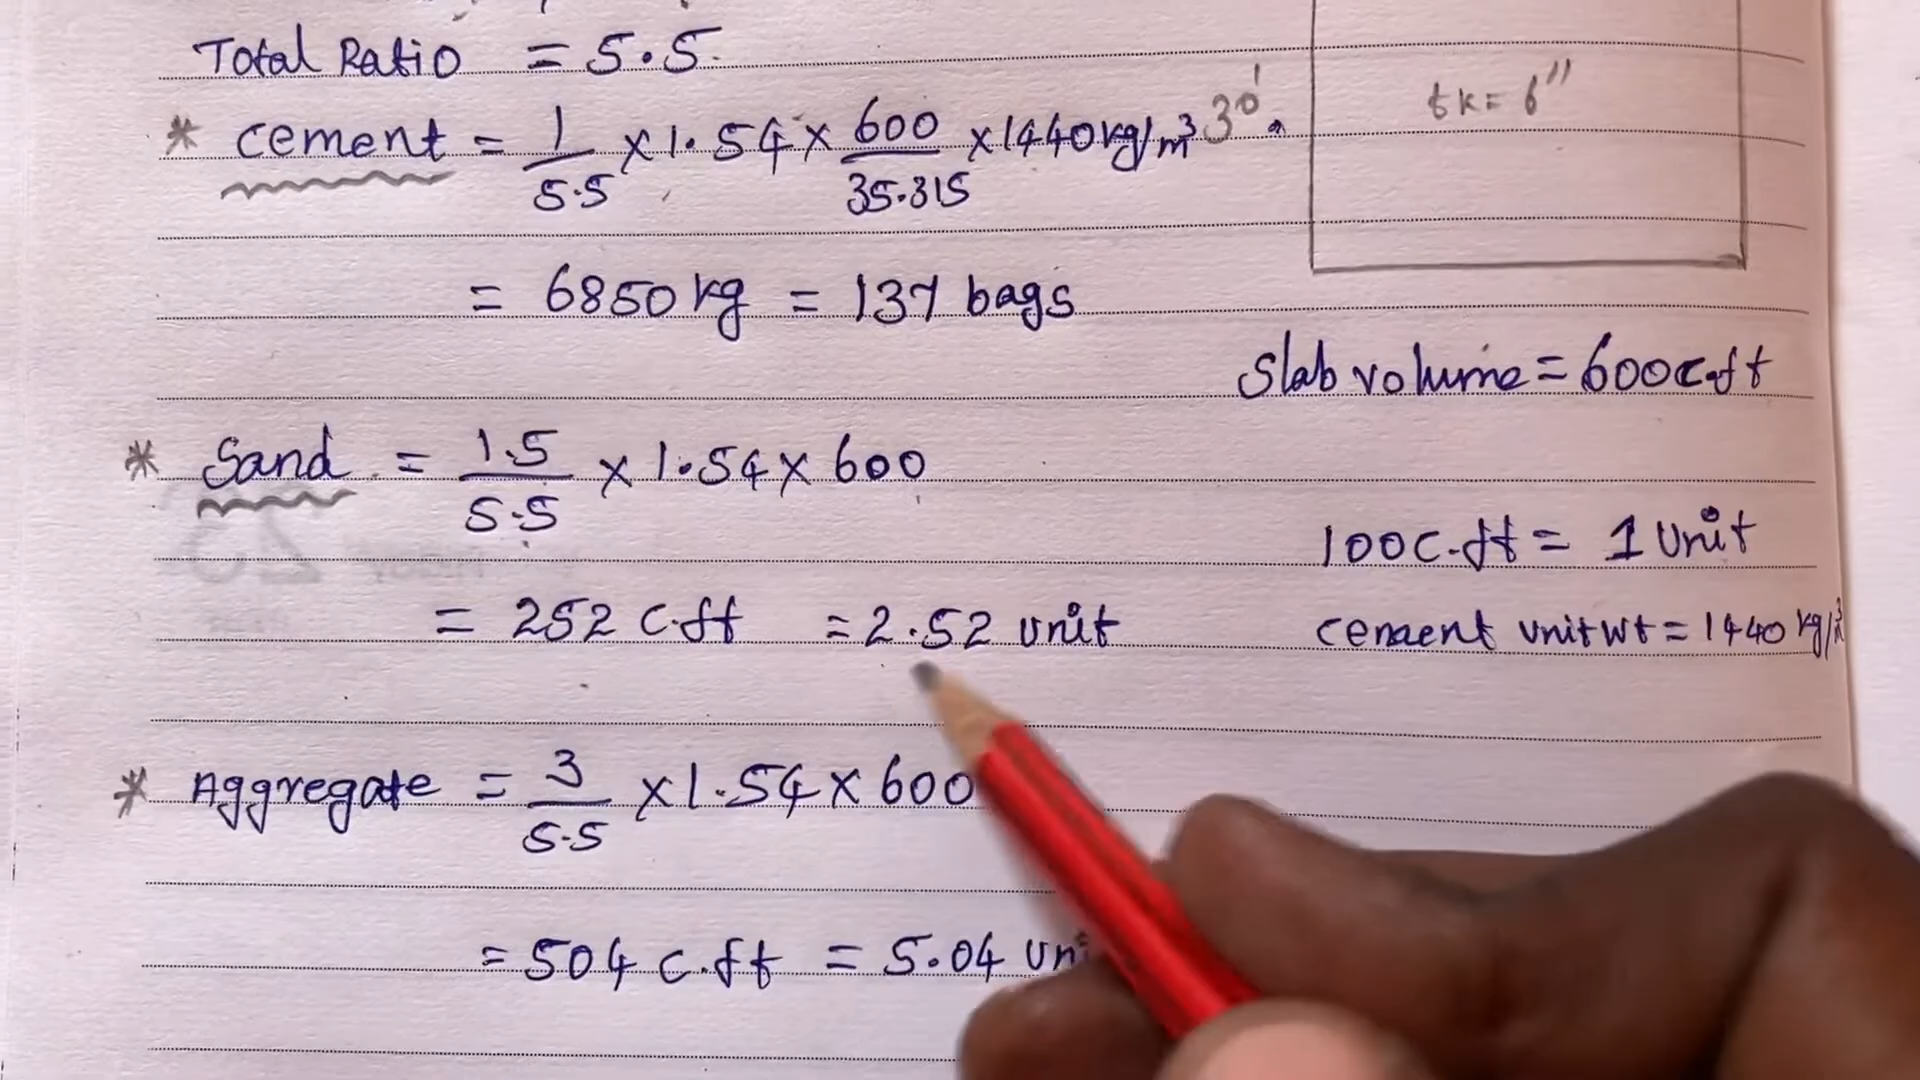 Total Ratio = 5.5
* cement = 1/5.5 × 1.54 × 600/35.315 × 1440 kg/m³
30'
tk = 6"
= 6850 kg = 137 bags
Slab volume = 600 c.ft
* Sand = 1.5/5.5 × 1.54 × 600
100 C.ft = 1 Unit
= 252 C.ft = 2.52 unit
cement unit wt = 1440 kg/m³
* Aggregate = 3/5.5 × 1.54 × 600
= 504 c.ft = 5.04 uni